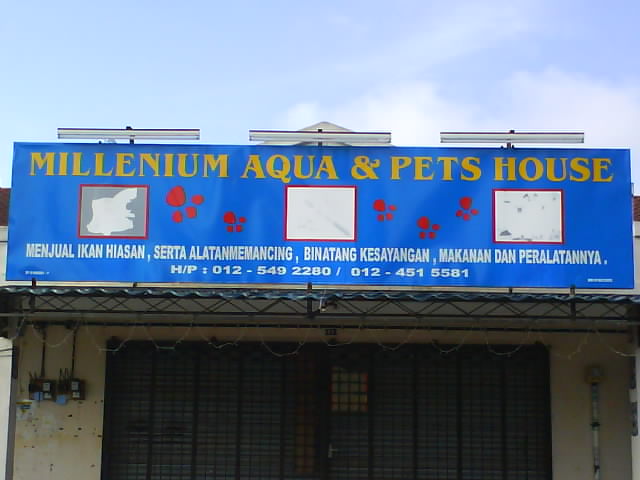 MILLENIUM AQUA & PETS HOUSE
MENJUAL IKAN HIASAN , SERTA ALATANMEMANCING , BINATANG KESAYANGAN , MAKANAN DAN PERALATANNYA .
H/P : 012 - 549 2280 / 012 - 451 5581